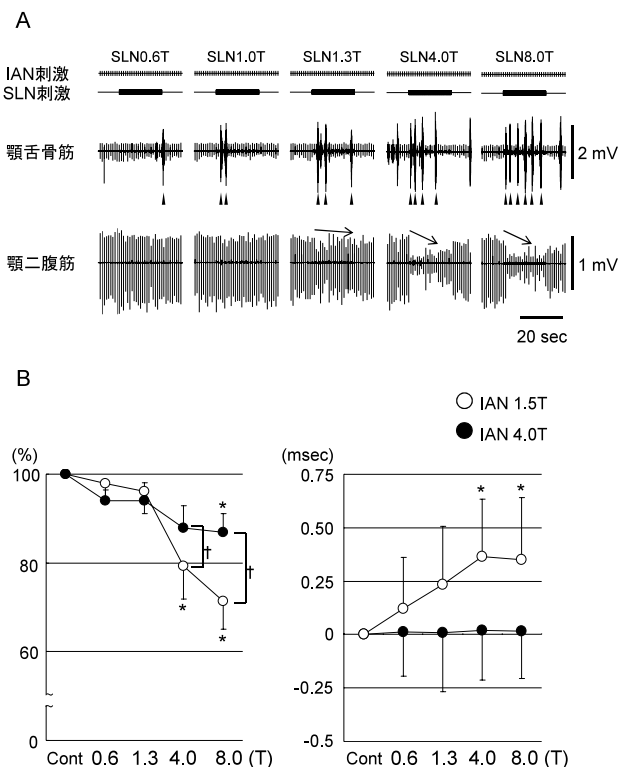 A
SLN0.6T SLN1.0T SLN1.3T SLN4.0T SLN8.0T
IAN刺激
SLN刺激
顎舌骨筋
2 mV
顎二腹筋
1 mV
20 sec
B
IAN 1.5T
IAN 4.0T
(%)
100
80
60
~
~
0
Cont 0.6 1.3 4.0 8.0 (T)
* † * * †
(msec)
0.75
0.50
0.25
0
-0.25
-0.5
Cont 0.6 1.3 4.0 8.0 (T)
* *